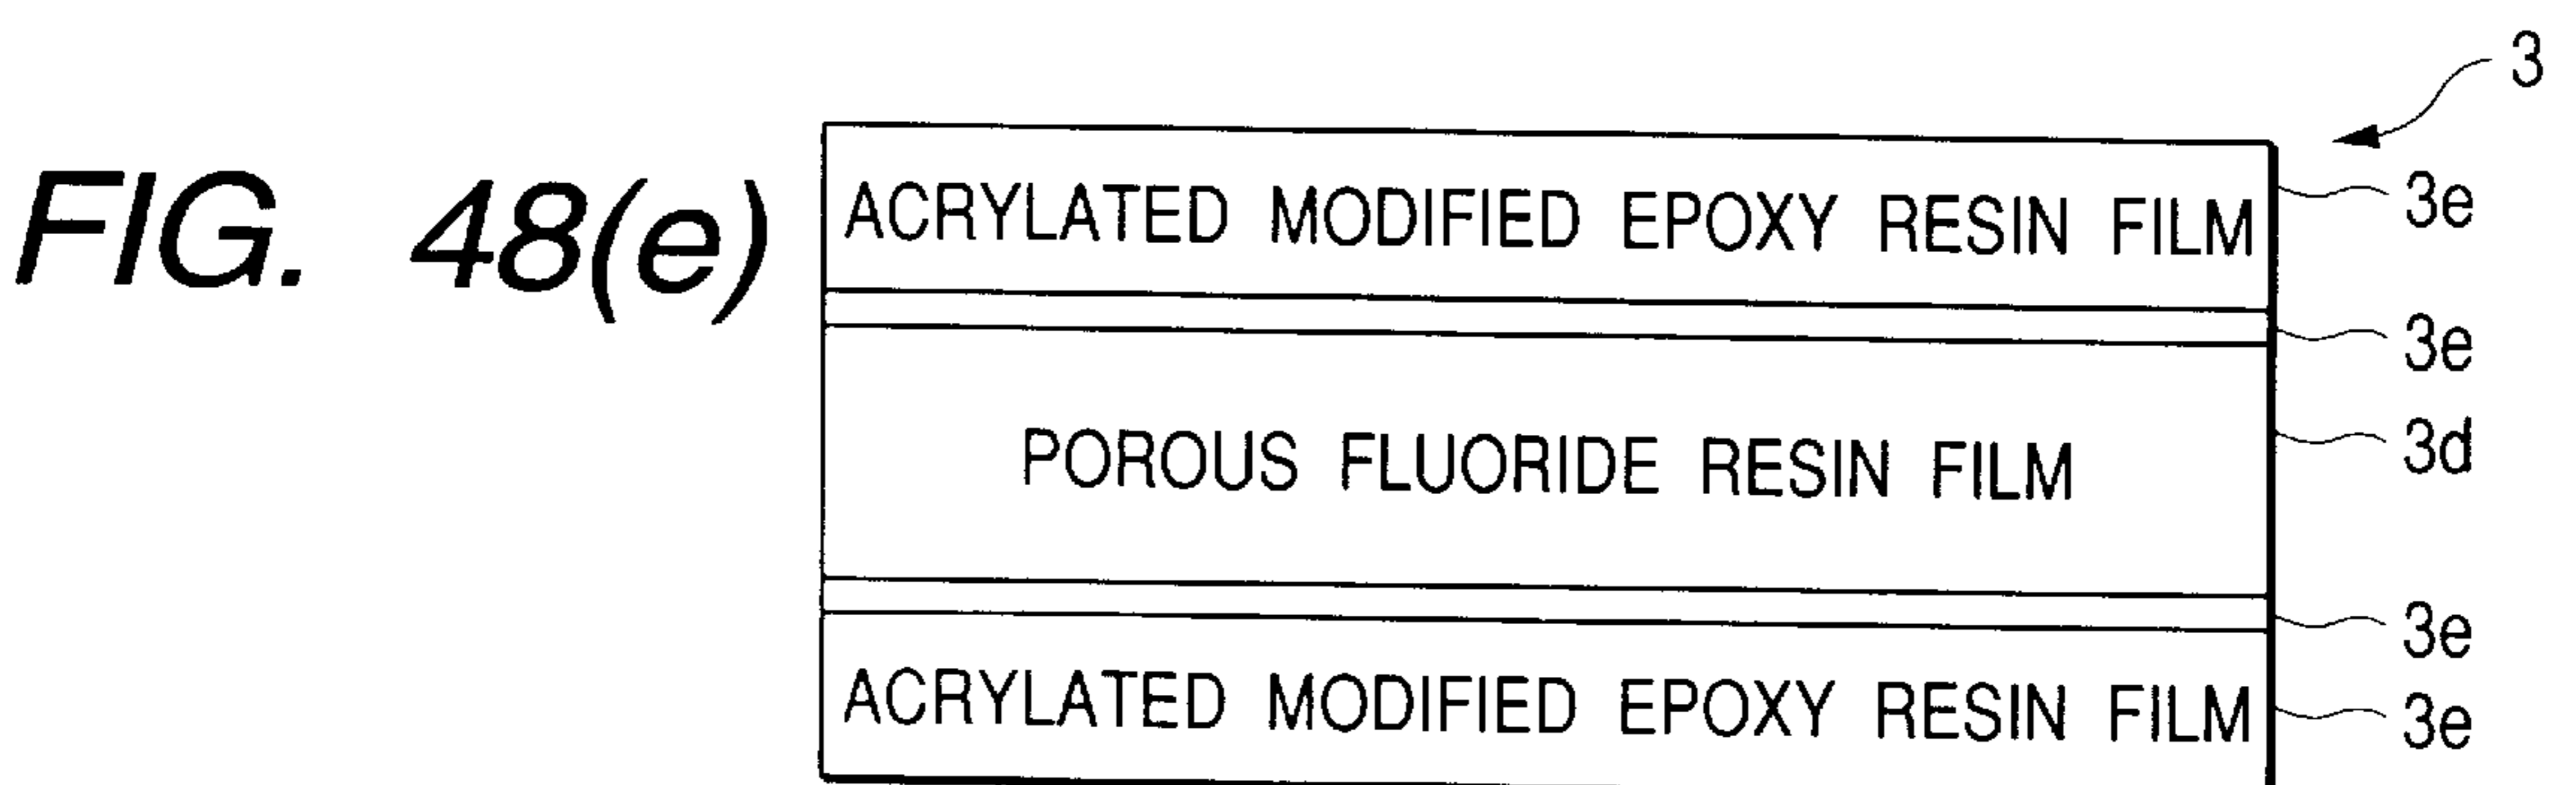 3
FIG. 48(e)
ACRYLATED MODIFIED EPOXY RESIN FILM 3e
3e
POROUS FLUORIDE RESIN FILM 3d
3e
ACRYLATED MODIFIED EPOXY RESIN FILM 3e